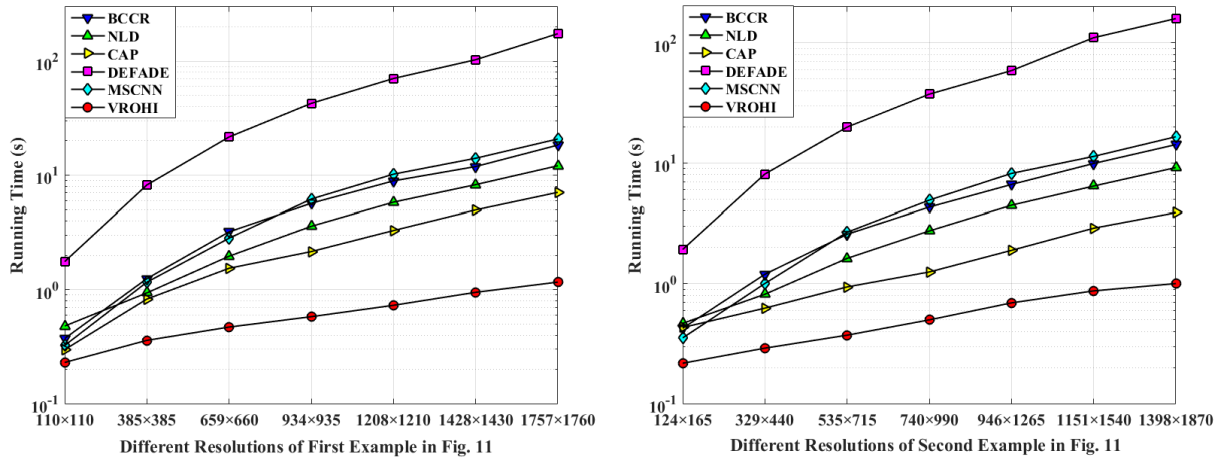 BCCR
NLD
CAP
DEFADE
MSCNN
VROHI
10^2
10^1
10^0
10^-1
Running Time (s)
110×110 385×385 659×660 934×935 1208×1210 1428×1430 1757×1760
Different Resolutions of First Example in Fig. 11
BCCR
NLD
CAP
DEFADE
MSCNN
VROHI
10^2
10^1
10^0
10^-1
Running Time (s)
124×165 329×440 535×715 740×990 946×1265 1151×1540 1398×1870
Different Resolutions of Second Example in Fig. 11